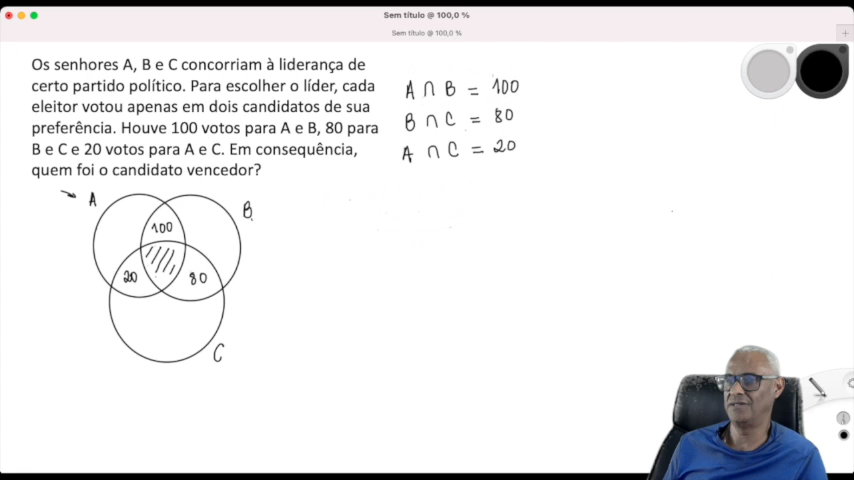 Sem título @ 100,0 %
Sem título @ 100,0 %
Os senhores A, B e C concorriam à liderança de
certo partido político. Para escolher o líder, cada
eleitor votou apenas em dois candidatos de sua
preferência. Houve 100 votos para A e B, 80 para
B e C e 20 votos para A e C. Em consequência,
quem foi o candidato vencedor?
A ∩ B = 100
B ∩ C = 80
A ∩ C = 20
A
B
100
20
80
C